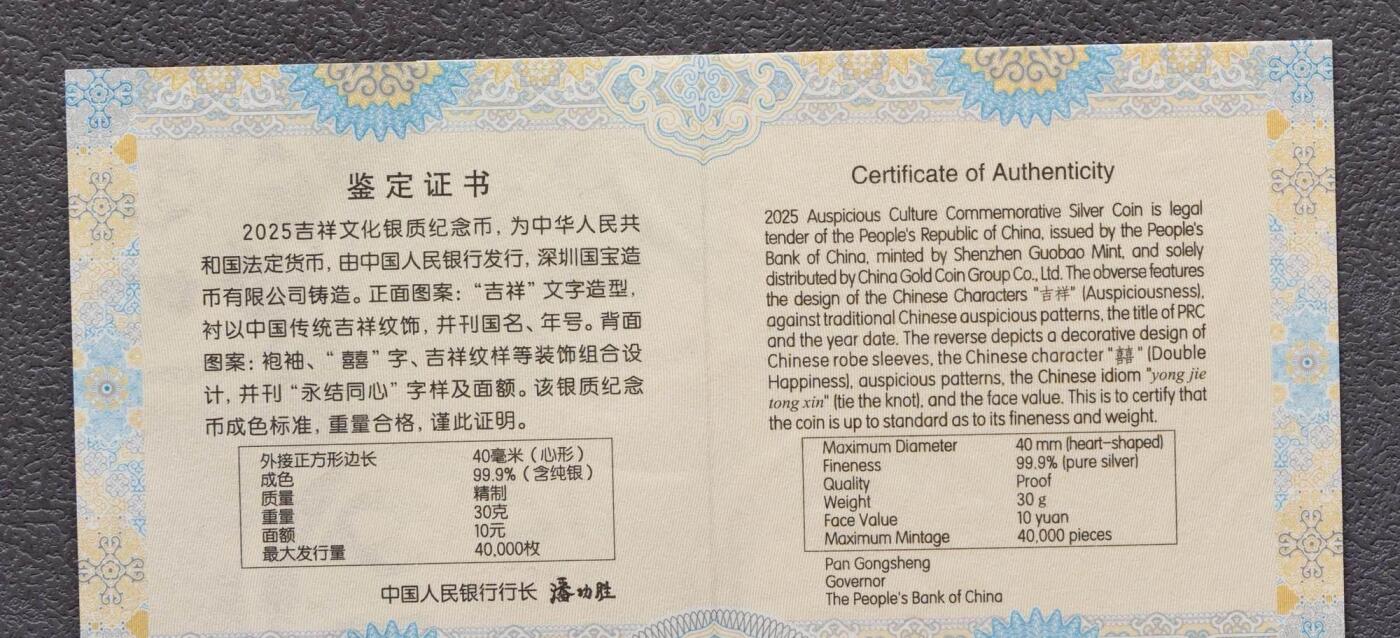 鉴定证书
2025吉祥文化银质纪念币，为中华人民共
和国法定货币，由中国人民银行发行，深圳国宝造
币有限公司铸造。正面图案：“吉祥”文字造型，
衬以中国传统吉祥纹饰，并刊国名、年号。背面
图案：袍袖、“囍”字、吉祥纹样等装饰组合设
计，并刊“永结同心”字样及面额。该银质纪念
币成色标准，重量合格，谨此证明。
外接正方形边长 40毫米（心形）
成色 99.9%（含纯银）
质量 精制
重量 30克
面额 10元
最大发行量 40,000枚
中国人民银行行长 潘功胜
Certificate of Authenticity
2025 Auspicious Culture Commemorative Silver Coin is legal
tender of the People's Republic of China, issued by the People's
Bank of China, minted by Shenzhen Guobao Mint, and solely
distributed by China Gold Coin Group Co., Ltd. The obverse features
the design of the Chinese Characters "吉祥" (Auspiciousness),
against traditional Chinese auspicious patterns, the title of PRC
and the year date. The reverse depicts a decorative design of
Chinese robe sleeves, the Chinese character "囍" (Double
Happiness), auspicious patterns, the Chinese idiom "yong jie
tong xin" (tie the knot), and the face value. This is to certify that
the coin is up to standard as to its fineness and weight.
Maximum Diameter 40 mm (heart-shaped)
Fineness 99.9% (pure silver)
Quality Proof
Weight 30 g
Face Value 10 yuan
Maximum Mintage 40,000 pieces
Pan Gongsheng
Governor
The People's Bank of China